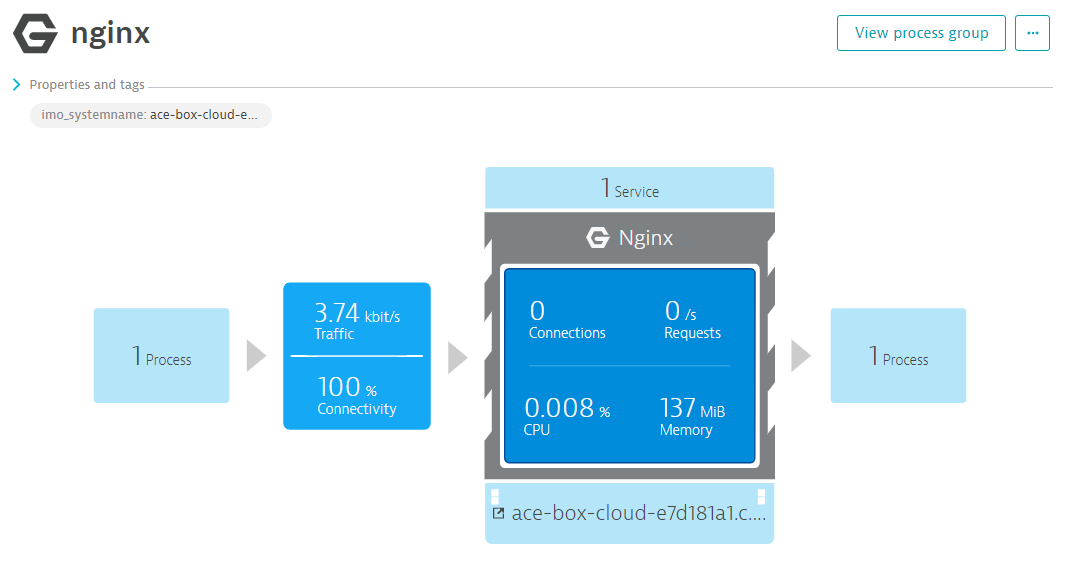 nginx
View process group
...
Properties and tags
imo_systemname: ace-box-cloud-e...
1 Service
Nginx
3.74 kbit/s
Traffic
100 %
Connectivity
1 Process
0
Connections
0 /s
Requests
0.008 %
CPU
137 MiB
Memory
1 Process
ace-box-cloud-e7d181a1.c....